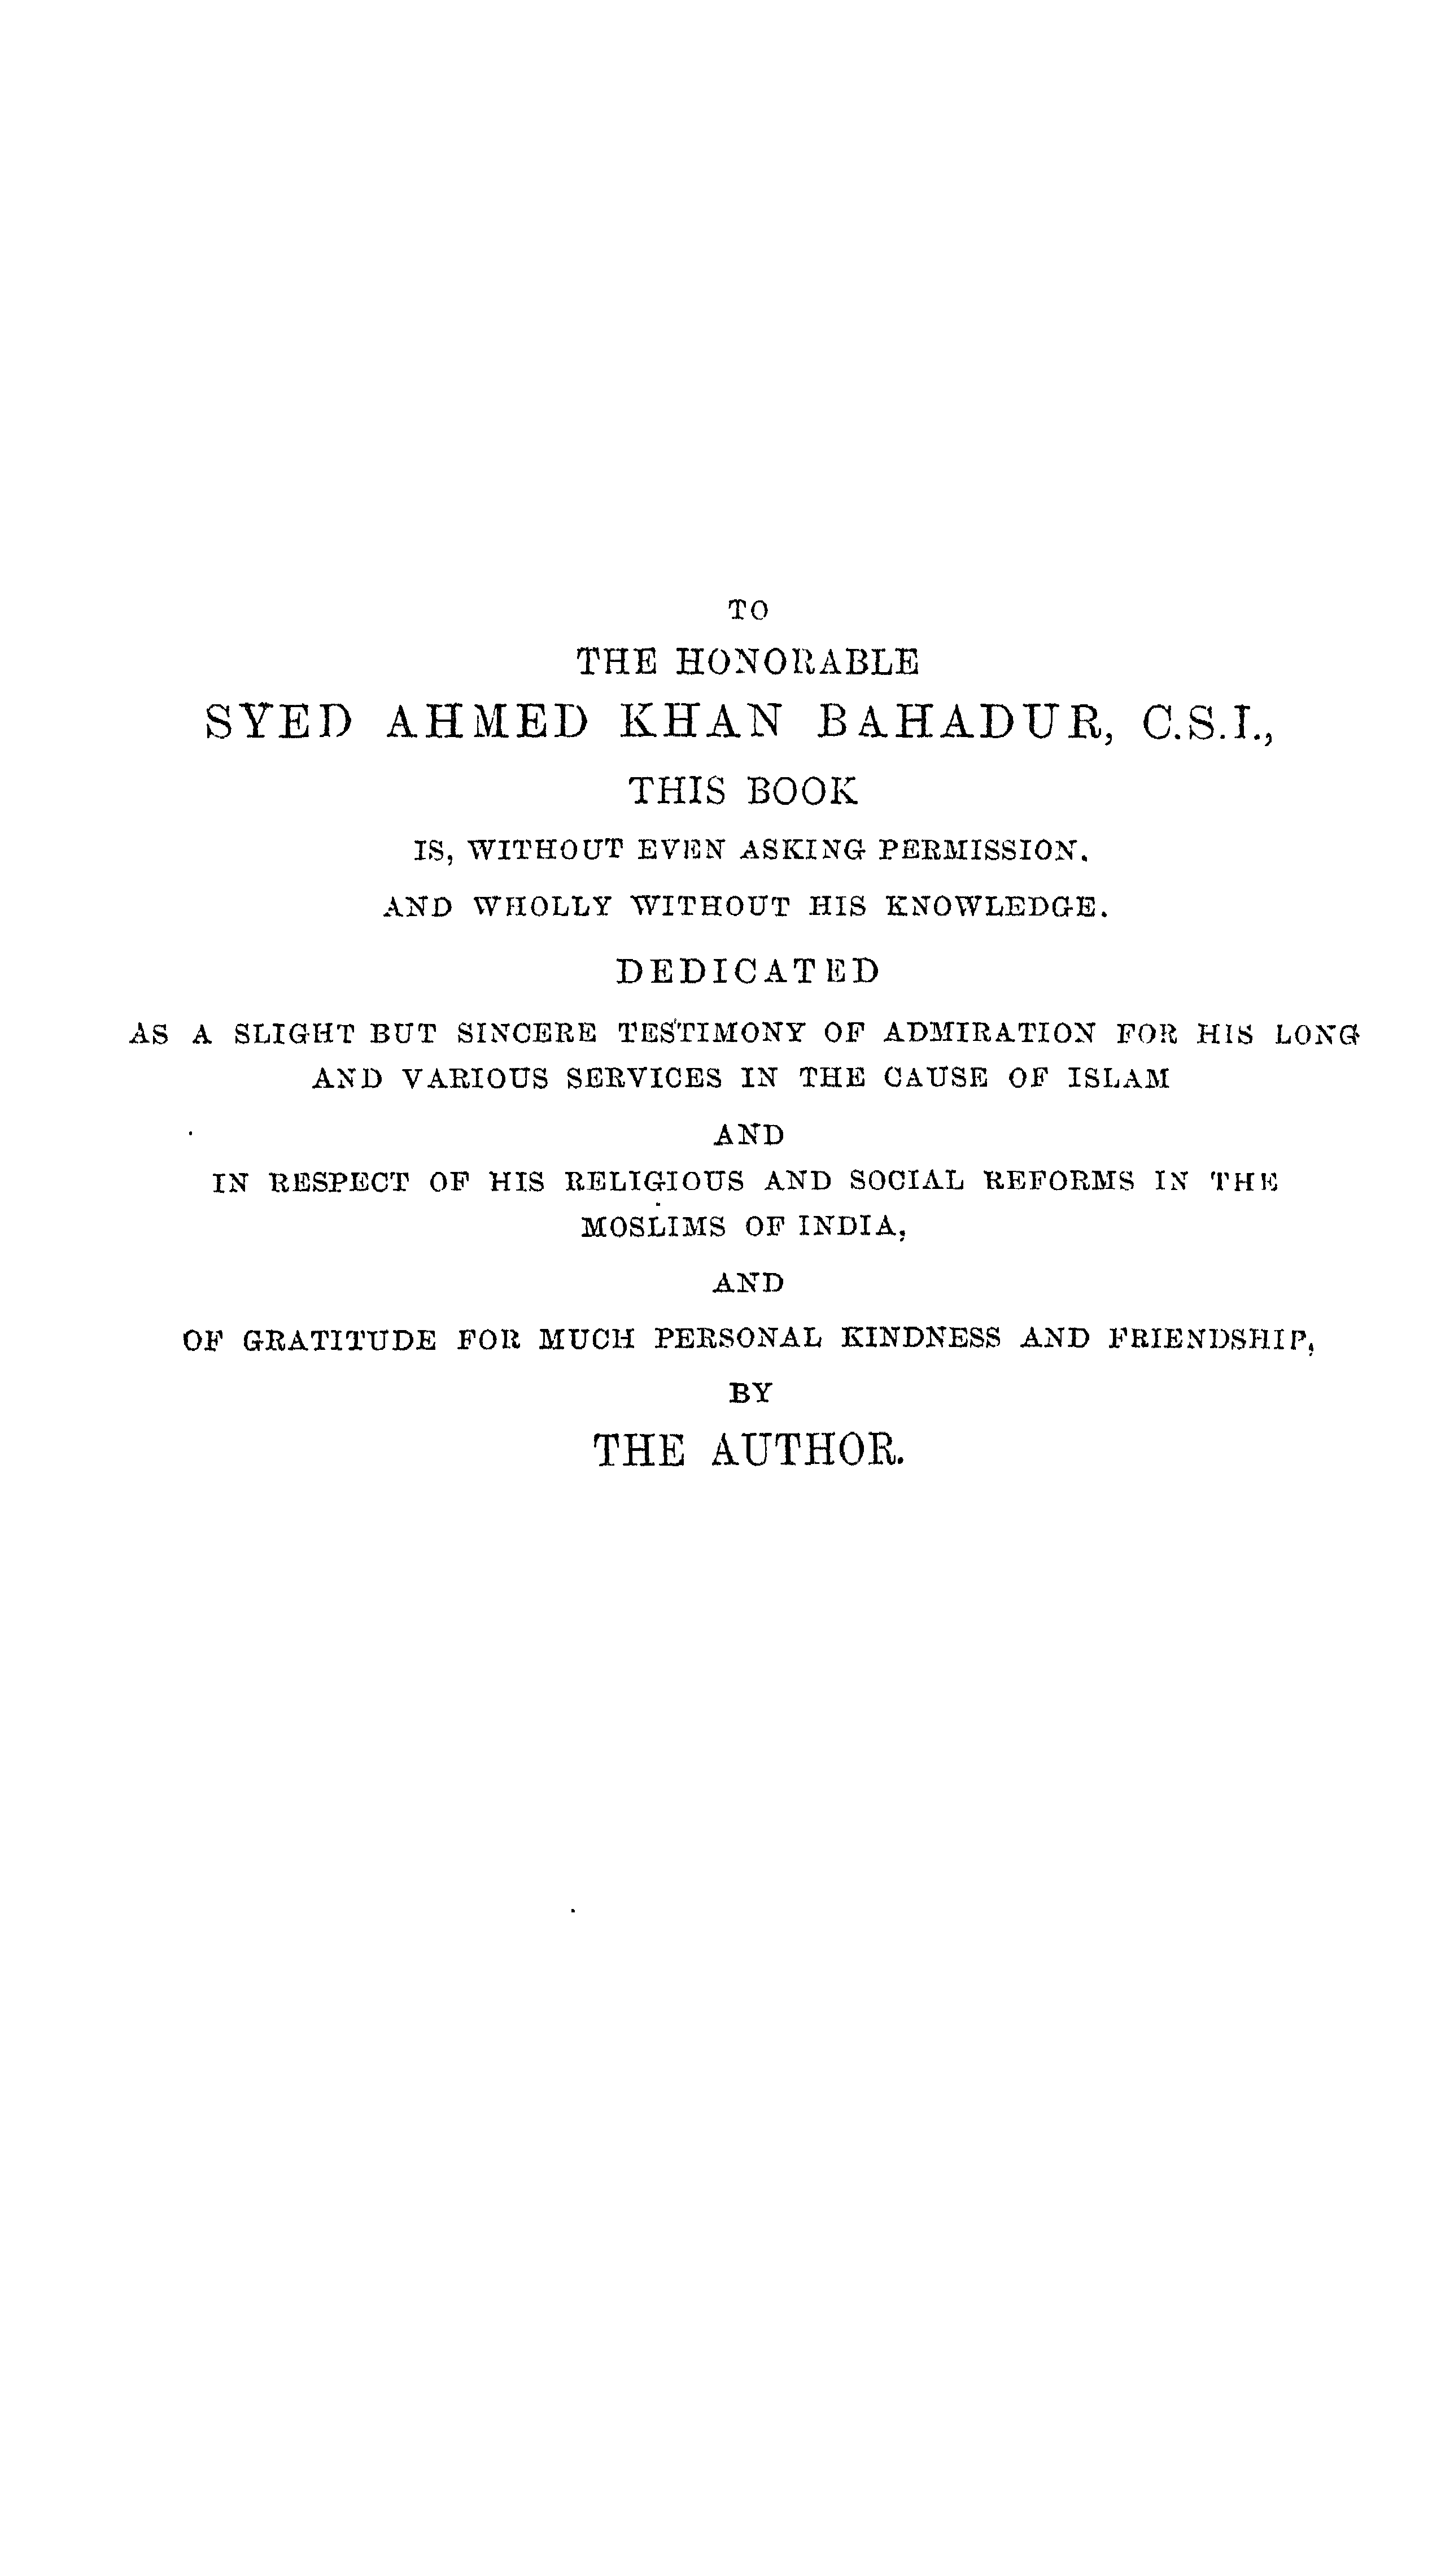 TO
THE HONORABLE
SYED AHMED KHAN BAHADUR, C.S.I.,
THIS BOOK
IS, WITHOUT EVEN ASKING PERMISSION.
AND WHOLLY WITHOUT HIS KNOWLEDGE.
DEDICATED
AS A SLIGHT BUT SINCERE TESTIMONY OF ADMIRATION FOR HIS LONG
AND VARIOUS SERVICES IN THE CAUSE OF ISLAM
AND
IN RESPECT OF HIS RELIGIOUS AND SOCIAL REFORMS IN THE
MOSLIMS OF INDIA,
AND
OF GRATITUDE FOR MUCH PERSONAL KINDNESS AND FRIENDSHIP,
BY
THE AUTHOR.